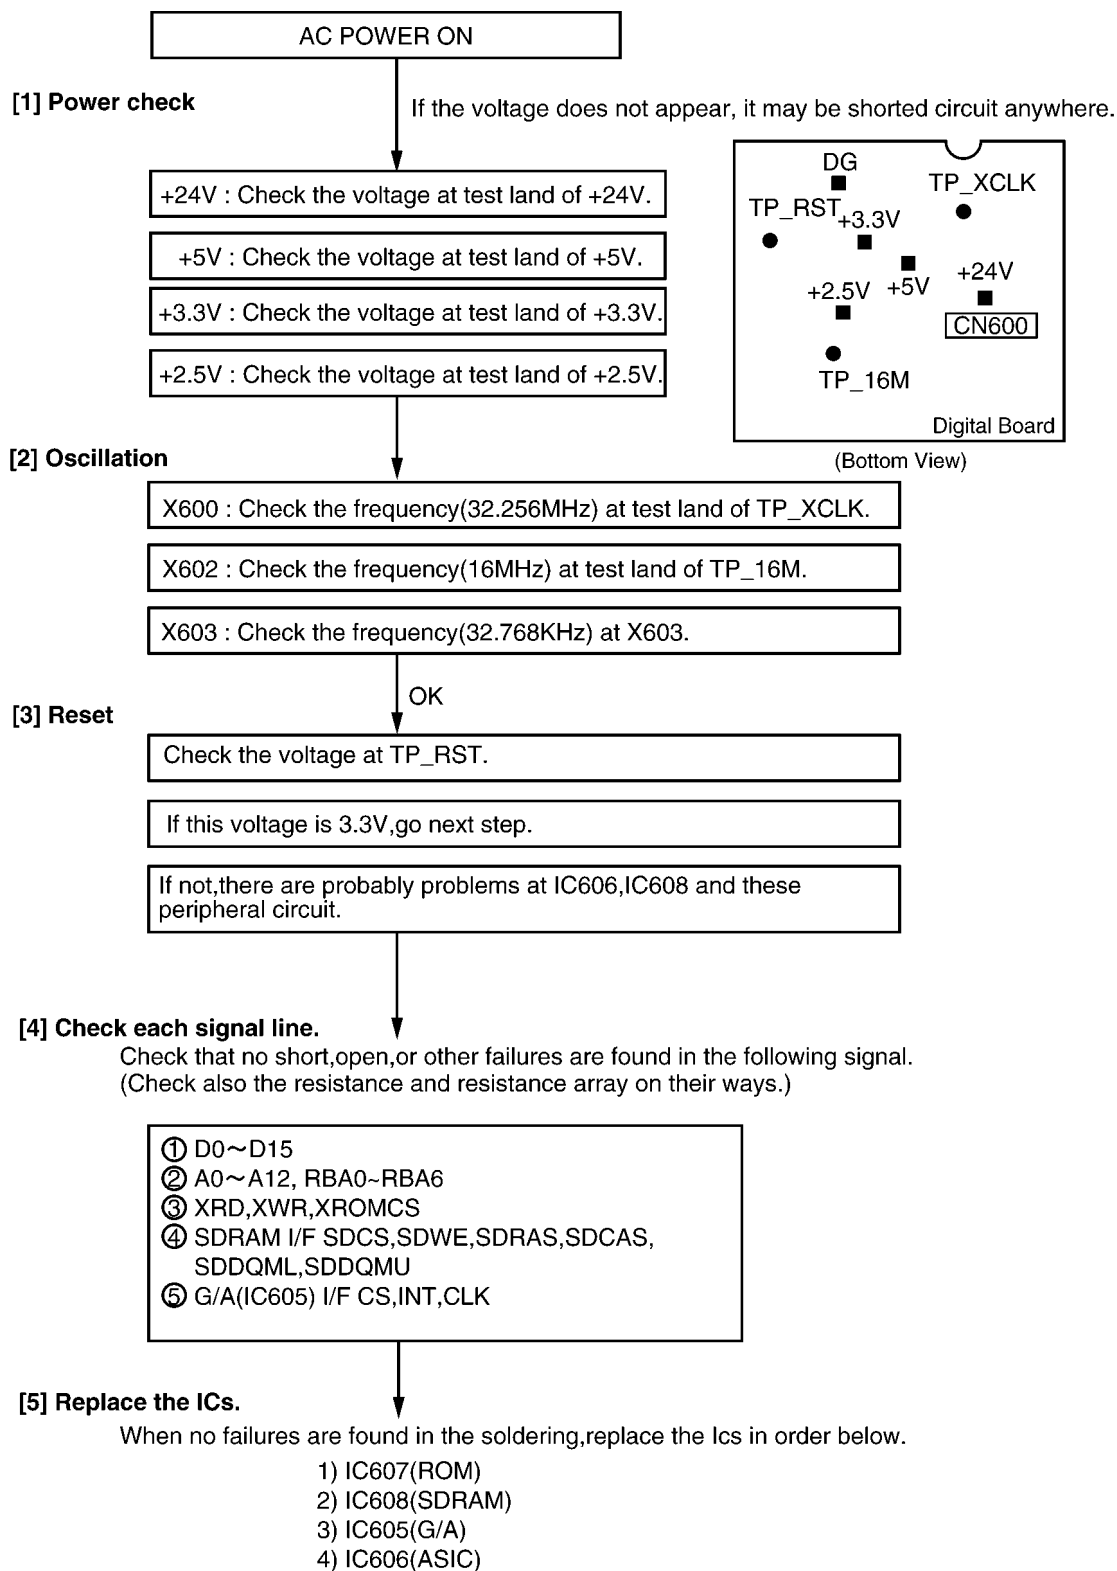 AC POWER ON
[1] Power check
If the voltage does not appear, it may be shorted circuit anywhere.
+24V : Check the voltage at test land of +24V.
+5V : Check the voltage at test land of +5V.
+3.3V : Check the voltage at test land of +3.3V.
+2.5V : Check the voltage at test land of +2.5V.
DG
TP_XCLK
TP_RST
+3.3V
+24V
+2.5V
+5V
CN600
TP_16M
Digital Board
(Bottom View)
[2] Oscillation
X600 : Check the frequency(32.256MHz) at test land of TP_XCLK.
X602 : Check the frequency(16MHz) at test land of TP_16M.
X603 : Check the frequency(32.768KHz) at X603.
OK
[3] Reset
Check the voltage at TP_RST.
If this voltage is 3.3V,go next step.
If not,there are probably problems at IC606,IC608 and these
peripheral circuit.
[4] Check each signal line.
Check that no short,open,or other failures are found in the following signal.
(Check also the resistance and resistance array on their ways.)
① D0～D15
② A0～A12, RBA0~RBA6
③ XRD,XWR,XROMCS
④ SDRAM I/F SDCS,SDWE,SDRAS,SDCAS,
SDDQML,SDDQMU
⑤ G/A(IC605) I/F CS,INT,CLK
[5] Replace the ICs.
When no failures are found in the soldering,replace the Ics in order below.
1) IC607(ROM)
2) IC608(SDRAM)
3) IC605(G/A)
4) IC606(ASIC)